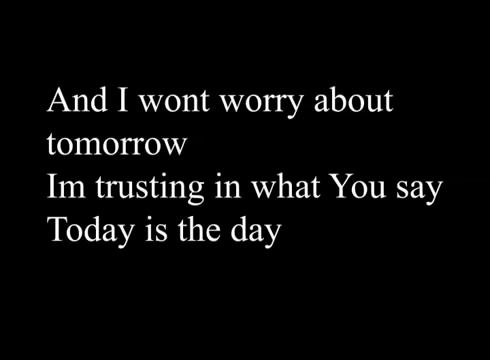 And I wont worry about
tomorrow
Im trusting in what You say
Today is the day